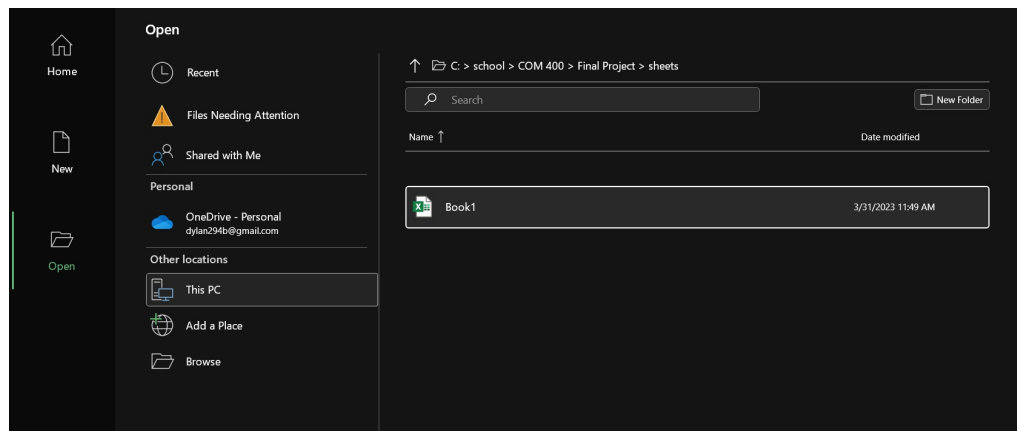 Home
New
Open
Open
Recent
Files Needing Attention
Shared with Me
Personal
OneDrive - Personal
dylan294b@gmail.com
Other locations
This PC
Add a Place
Browse
C: > school > COM 400 > Final Project > sheets
Search
New Folder
Name Date modified
Book1 3/31/2023 11:49 AM